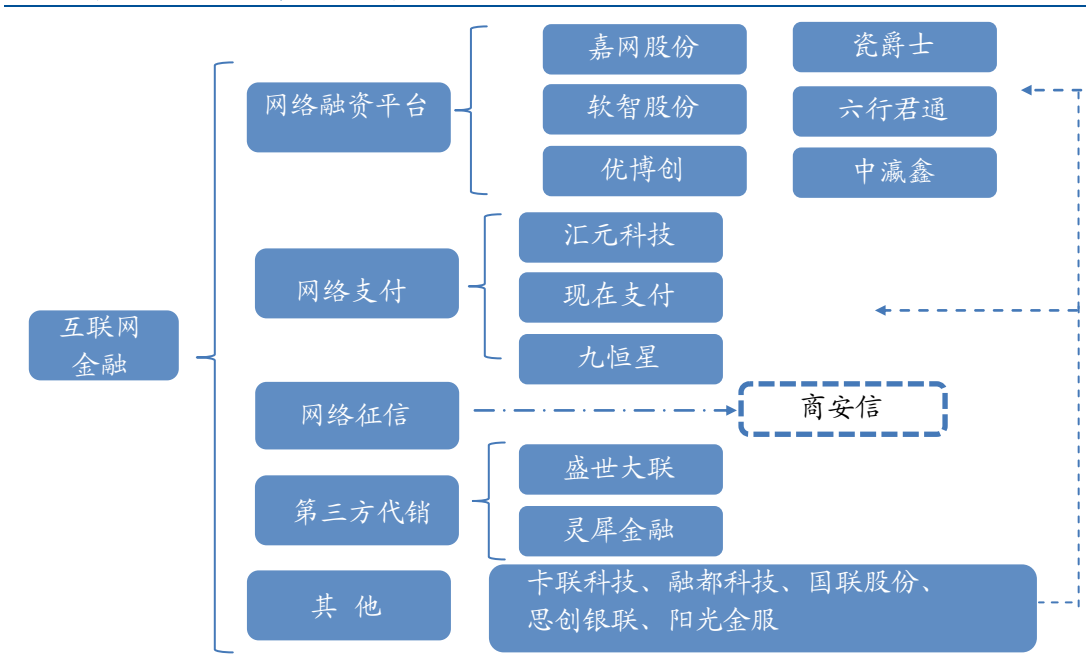 嘉网股份
瓷爵士
网络融资平台
软智股份
六行君通
优博创
中瀛鑫
汇元科技
网络支付
现在支付
九恒星
互联网
金融
网络征信
商安信
盛世大联
第三方代销
灵犀金融
其 他
卡联科技、融都科技、国联股份、
思创银联、阳光金服